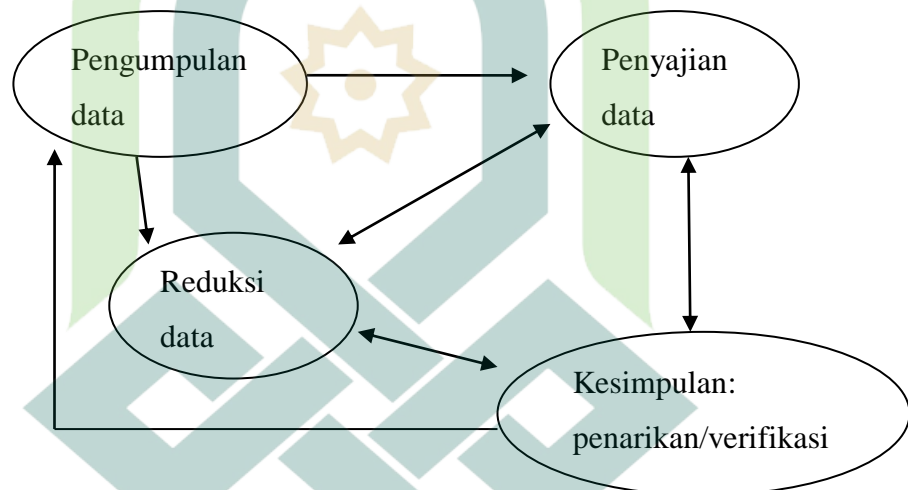 Pengumpulan
data
Penyajian
data
Reduksi
data
Kesimpulan:
penarikan/verifikasi